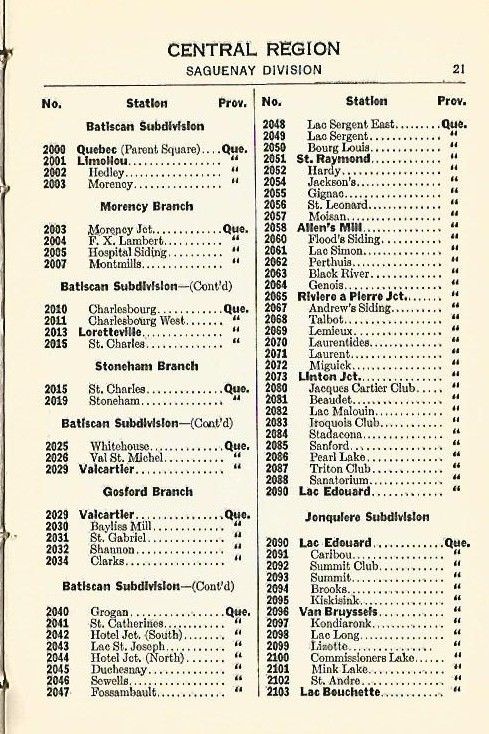 CENTRAL REGION
SAGUENAY DIVISION 21
No. Station Prov.
Batiscan Subdivision
2000 Quebec (Parent Square)....Que.
2001 Limoilou............... "
2002 Hedley............... "
2003 Morency............... "
Morency Branch
2003 Morency Jct............Que.
2004 F. X. Lambert........... "
2005 Hospital Siding........... "
2007 Montmills............... "
Batiscan Subdivision—(Cont'd)
2010 Charlesbourg...........Que.
2011 Charlesbourg West....... "
2013 Loretteville............... "
2015 St. Charles............... "
Stoneham Branch
2015 St. Charles...............Que.
2019 Stoneham............... "
Batiscan Subdivision—(Cont'd)
2025 Whitehouse...............Que.
2026 Val St. Michel........... "
2029 Valcartier............... "
Gosford Branch
2029 Valcartier...............Que.
2030 Bayliss Mill............... "
2031 St. Gabriel............... "
2032 Shannon............... "
2034 Clarks............... "
Batiscan Subdivision—(Cont'd)
2040 Grogan...............Que.
2041 St. Catherines........... "
2042 Hotel Jct. (South)....... "
2043 Lac St. Joseph........... "
2044 Hotel Jct. (North)....... "
2045 Duchesnay............... "
2046 Sewells............... "
2047 Fossambault........... "
No. Station Prov.
2048 Lac Sergent East.........Que.
2049 Lac Sergent............... "
2050 Bourg Louis............... "
2051 St. Raymond............... "
2052 Hardy............... "
2054 Jackson's............... "
2055 Gignac............... "
2056 St. Leonard............... "
2057 Moisan............... "
2058 Allen's Mill............... "
2060 Flood's Siding........... "
2061 Lac Simon............... "
2062 Perthuis............... "
2063 Black River............... "
2064 Genois............... "
2065 Riviere a Pierre Jct....... "
2067 Andrew's Siding........... "
2068 Talbot............... "
2069 Lemieux............... "
2070 Laurentides............... "
2071 Laurent............... "
2072 Miguick............... "
2073 Linton Jct............... "
2080 Jacques Cartier Club..... "
2081 Beaudet............... "
2082 Lac Malouin............... "
2083 Iroquois Club........... "
2084 Stadacona............... "
2085 Sanford............... "
2086 Pearl Lake............... "
2087 Triton Club............... "
2088 Sanatorium............... "
2090 Lac Edouard............... "
Jonquiere Subdivision
2090 Lac Edouard...............Que.
2091 Caribou............... "
2092 Summit Club............... "
2093 Summit............... "
2094 Brooks............... "
2095 Kiskisink............... "
2096 Van Bruyssels........... "
2097 Kondiaronk............... "
2098 Lac Long............... "
2099 Lizotte............... "
2100 Commissioners Lake..... "
2101 Mink Lake............... "
2102 St. Andre............... "
2103 Lac Bouchette........... "